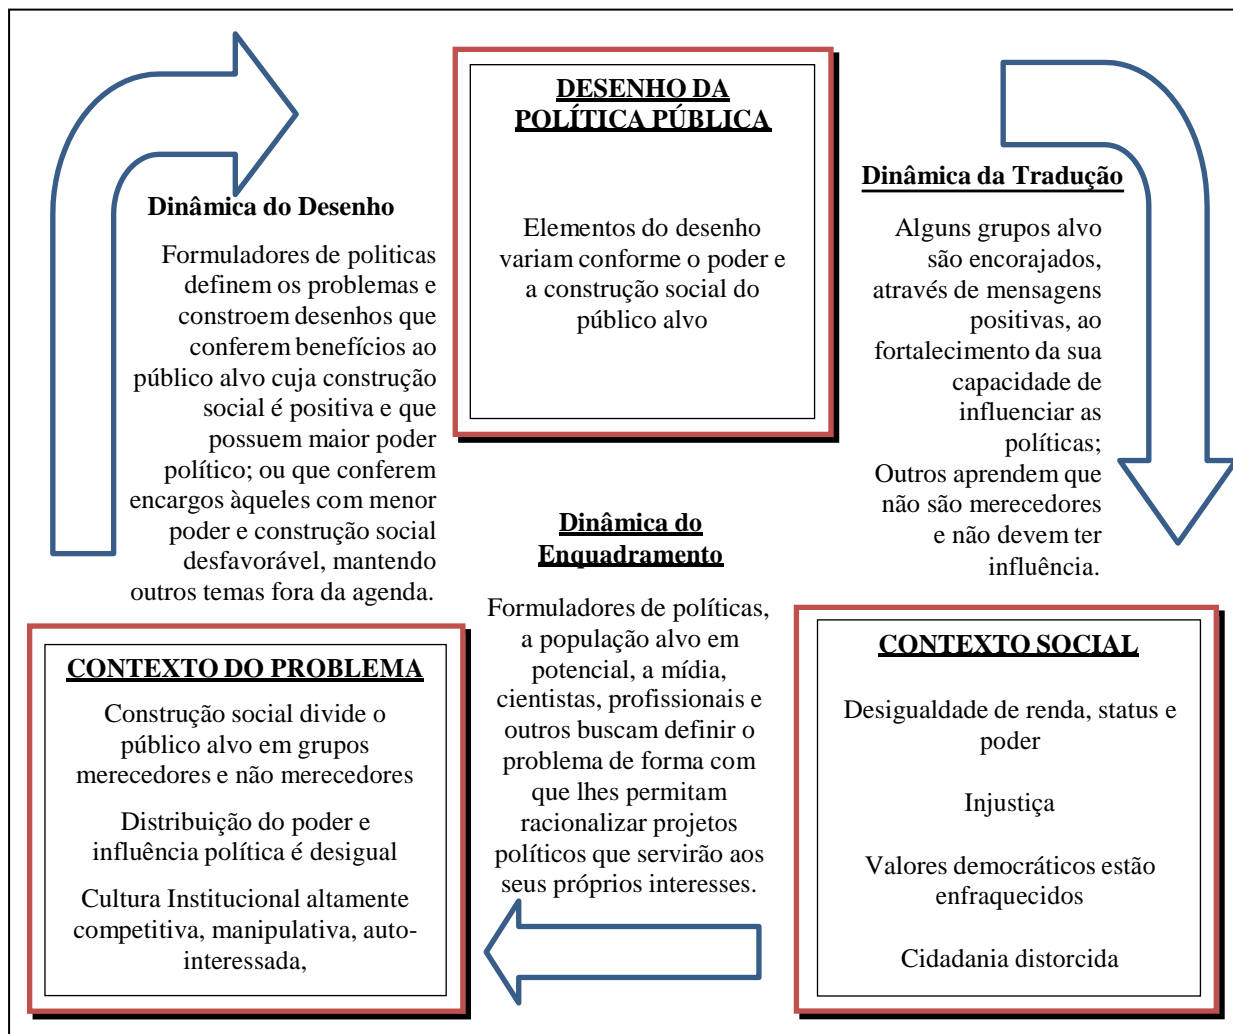 DESENHO DA
POLÍTICA PÚBLICA
Elementos do desenho
variam conforme o poder e
a construção social do
público alvo
Dinâmica da Tradução
Alguns grupos alvo
são encorajados,
através de mensagens
positivas, ao
fortalecimento da sua
capacidade de
influenciar as
políticas;
Outros aprendem que
não são merecedores
e não devem ter
influência.
Dinâmica do Desenho
Formuladores de politicas
definem os problemas e
constroem desenhos que
conferem benefícios ao
público alvo cuja construção
social é positiva e que
possuem maior poder
político; ou que conferem
encargos àqueles com menor
poder e construção social
desfavorável, mantendo
outros temas fora da agenda.
Dinâmica do
Enquadramento
Formuladores de políticas,
a população alvo em
potencial, a mídia,
cientistas, profissionais e
outros buscam definir o
problema de forma com
que lhes permitam
racionalizar projetos
políticos que servirão aos
seus próprios interesses.
CONTEXTO DO PROBLEMA
Construção social divide o
público alvo em grupos
merecedores e não merecedores
Distribuição do poder e
influência política é desigual
Cultura Institucional altamente
competitiva, manipulativa, auto-
interessada,
CONTEXTO SOCIAL
Desigualdade de renda, status e
poder
Injustiça
Valores democráticos estão
enfraquecidos
Cidadania distorcida